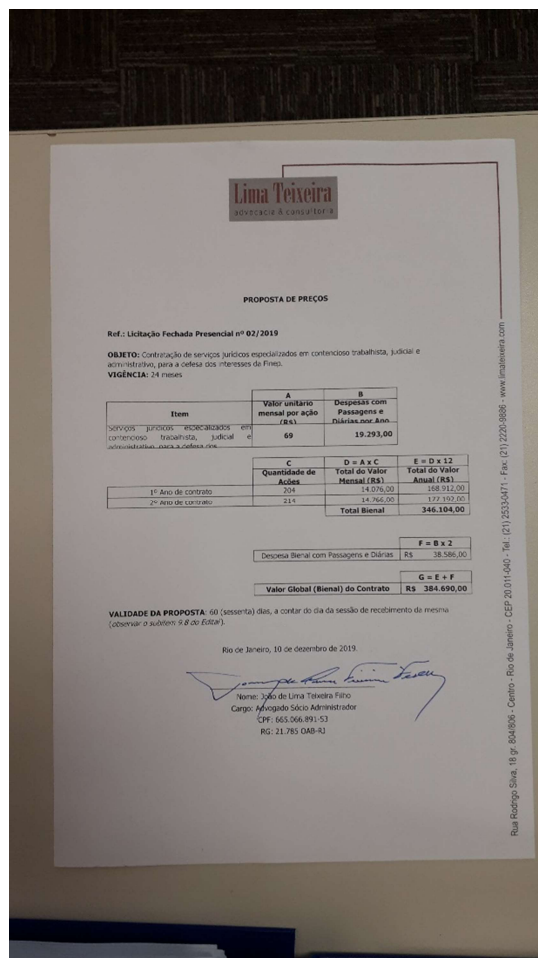 Lima Teixeira
advocacia & consultoria
PROPOSTA DE PREÇOS
Ref.: Licitação Fechada Presencial nº 02/2019
OBJETO: Contratação de serviços jurídicos especializados em contencioso trabalhista, judicial e
administrativo, para a defesa dos interesses da Finep.
VIGÊNCIA: 24 meses
A B
Item Valor unitário mensal por ação (R$) Despesas com Passagens e Diárias por Ano
Serviços jurídicos especializados em
contencioso trabalhista, judicial e 69 19.293,00
administrativo, para a defesa dos
C D = A x C E = D x 12
Quantidade de Ações Total do Valor Mensal (R$) Total do Valor Anual (R$)
1º Ano de contrato 204 14.076,00 168.912,00
2º Ano de contrato 214 14.766,00 177.192,00
Total Bienal 346.104,00
F = B x 2
Despesa Bienal com Passagens e Diárias R$ 38.586,00
G = E + F
Valor Global (Bienal) do Contrato R$ 384.690,00
VALIDADE DA PROPOSTA: 60 (sessenta) dias, a contar do dia da sessão de recebimento da mesma
(observar o subitem 9.8 do Edital).
Rio de Janeiro, 10 de dezembro de 2019.
Nome: João de Lima Teixeira Filho
Cargo: Advogado Sócio Administrador
CPF: 665.066.891-53
RG: 21.785 OAB-RJ
Rua Rodrigo Silva, 18 gr. 804/806 - Centro - Rio de Janeiro - CEP 20.011-040 - Tel.: (21) 2533-0471 - Fax: (21) 2220-9886 - www.limateixeira.com